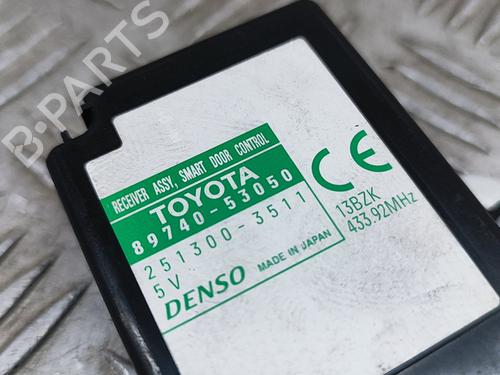 B-PARTS
RECEIVER ASSY, SMART DOOR CONTROL
TOYOTA
89740-53050
251300-3511
5V
DENSO MADE IN JAPAN
CE
13BZK
433.92MHz